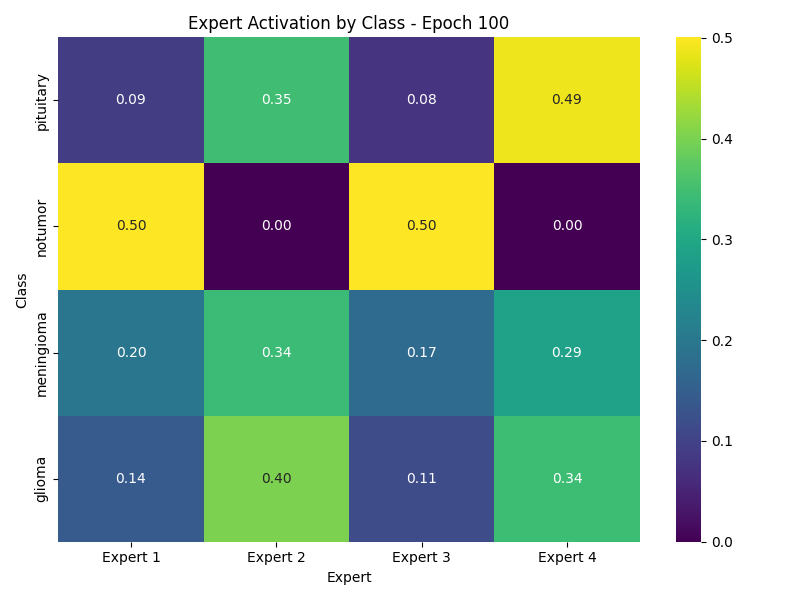 Expert Activation by Class - Epoch 100
pituitary 0.09 0.35 0.08 0.49
notumor 0.50 0.00 0.50 0.00
meningioma 0.20 0.34 0.17 0.29
glioma 0.14 0.40 0.11 0.34
Class
Expert 1 Expert 2 Expert 3 Expert 4
Expert
0.5
0.4
0.3
0.2
0.1
0.0